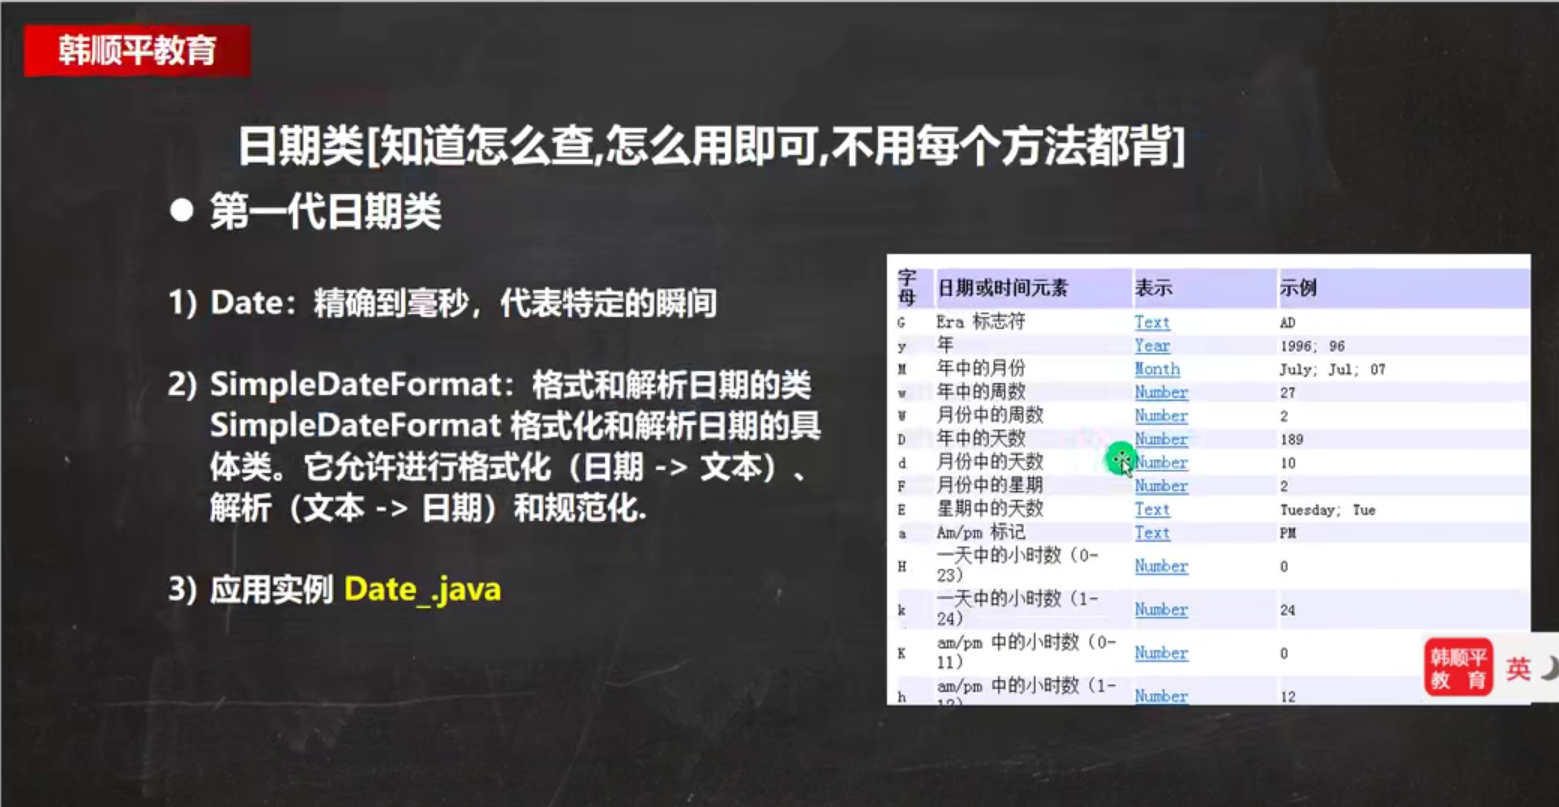 韩顺平教育
日期类[知道怎么查,怎么用即可,不用每个方法都背]
● 第一代日期类
1) Date：精确到毫秒，代表特定的瞬间
2) SimpleDateFormat：格式和解析日期的类
SimpleDateFormat 格式化和解析日期的具
体类。它允许进行格式化（日期 -> 文本）、
解析（文本 -> 日期）和规范化.
3) 应用实例 Date_.java
字母 日期或时间元素 表示 示例
G Era 标志符 Text AD
y 年 Year 1996; 96
M 年中的月份 Month July; Jul; 07
w 年中的周数 Number 27
W 月份中的周数 Number 2
D 年中的天数 Number 189
d 月份中的天数 Number 10
F 月份中的星期 Number 2
E 星期中的天数 Text Tuesday; Tue
a Am/pm 标记 Text PM
H 一天中的小时数（0-23） Number 0
k 一天中的小时数（1-24） Number 24
K am/pm 中的小时数（0-11） Number 0
h am/pm 中的小时数（1-12） Number 12
韩顺平
教 育
英